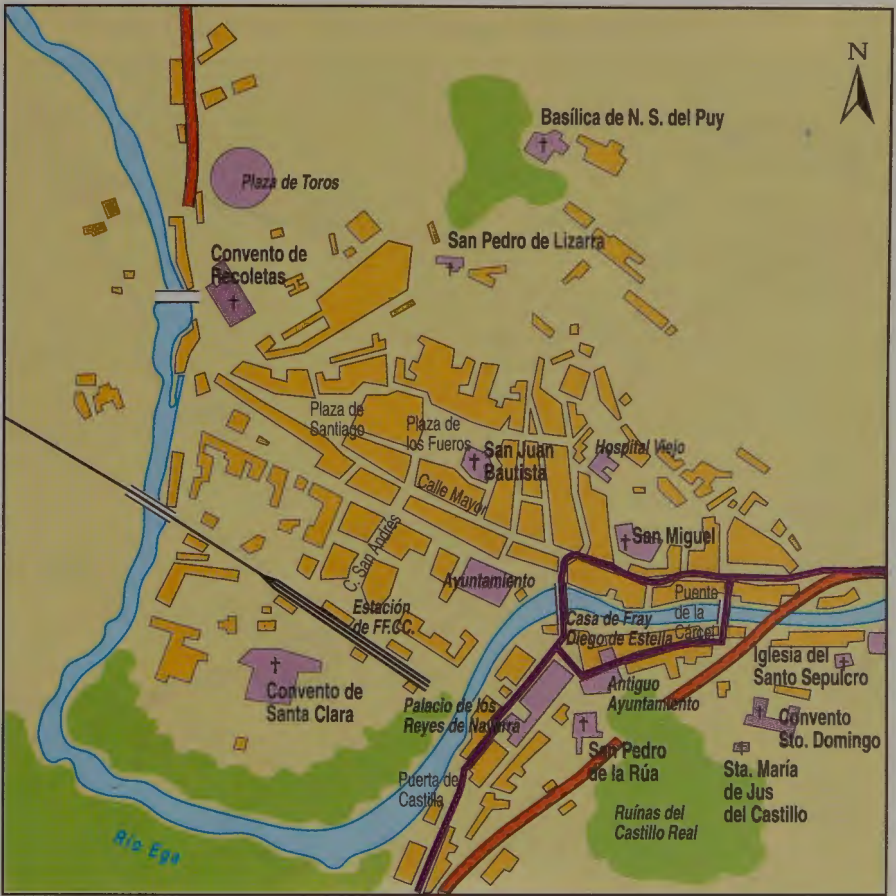 N
Basílica de N. S. del Puy
Plaza de Toros
San Pedro de Lizarra
Convento de
Recoletas
Plaza de
Santiago
Plaza de
los Fueros
San Juan
Bautista
Hospital Viejo
Calle Mayor
C. San Andrés
San Miguel
Ayuntamiento
Estación
de FF.CC.
Casa de Fray
Diego de Estella
Puente
de la
Cárcel
Iglesia del
Santo Sepulcro
Convento de
Santa Clara
Antiguo
Ayuntamiento
Palacio de los
Reyes de Navarra
Convento
Sto. Domingo
San Pedro
de la Rúa
Sta. María
de Jus
del Castillo
Puerta de
Castilla
Ruínas del
Castillo Real
Río Ega